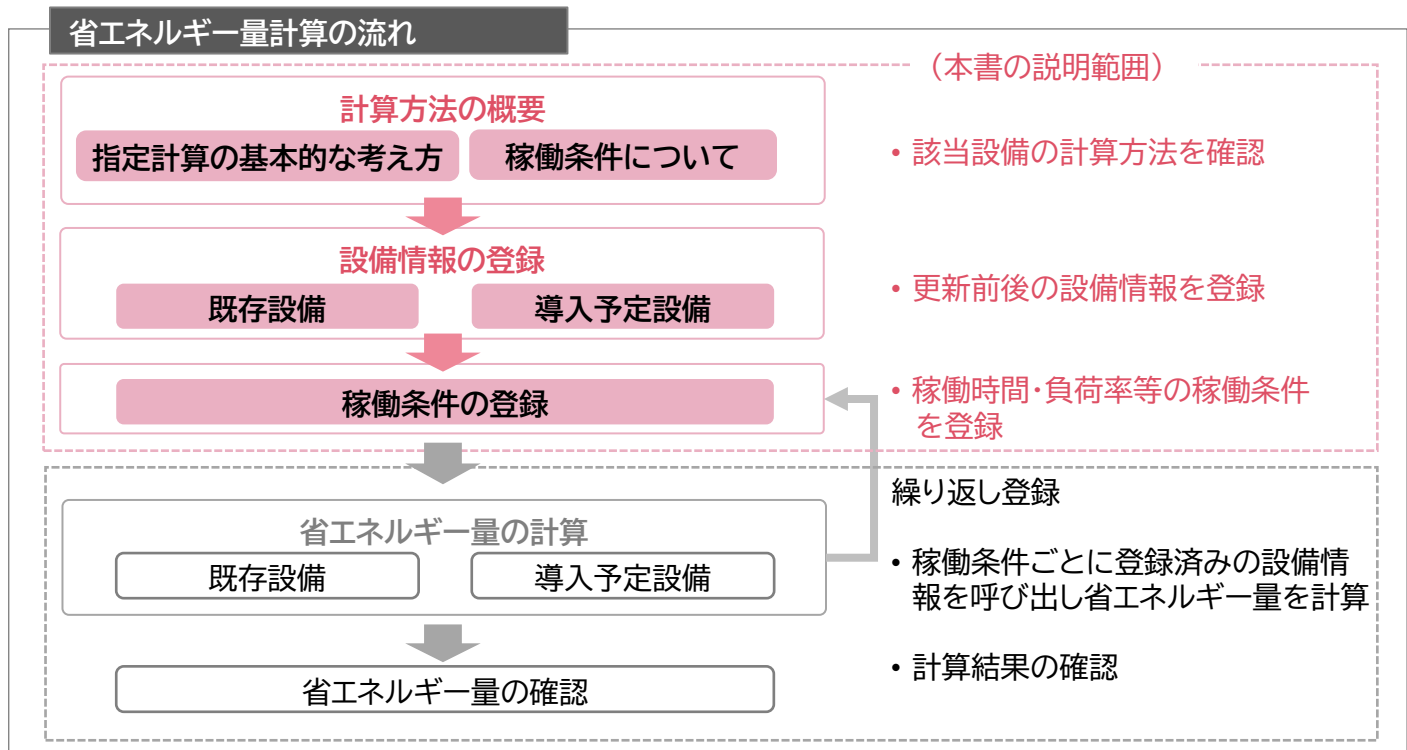 省エネルギー量計算の流れ
（本書の説明範囲）
計算方法の概要
指定計算の基本的な考え方
稼働条件について
・該当設備の計算方法を確認
設備情報の登録
既存設備
導入予定設備
・更新前後の設備情報を登録
稼働条件の登録
・稼働時間・負荷率等の稼働条件
を登録
繰り返し登録
省エネルギー量の計算
既存設備
導入予定設備
・稼働条件ごとに登録済みの設備情
報を呼び出し省エネルギー量を計算
省エネルギー量の確認
・計算結果の確認